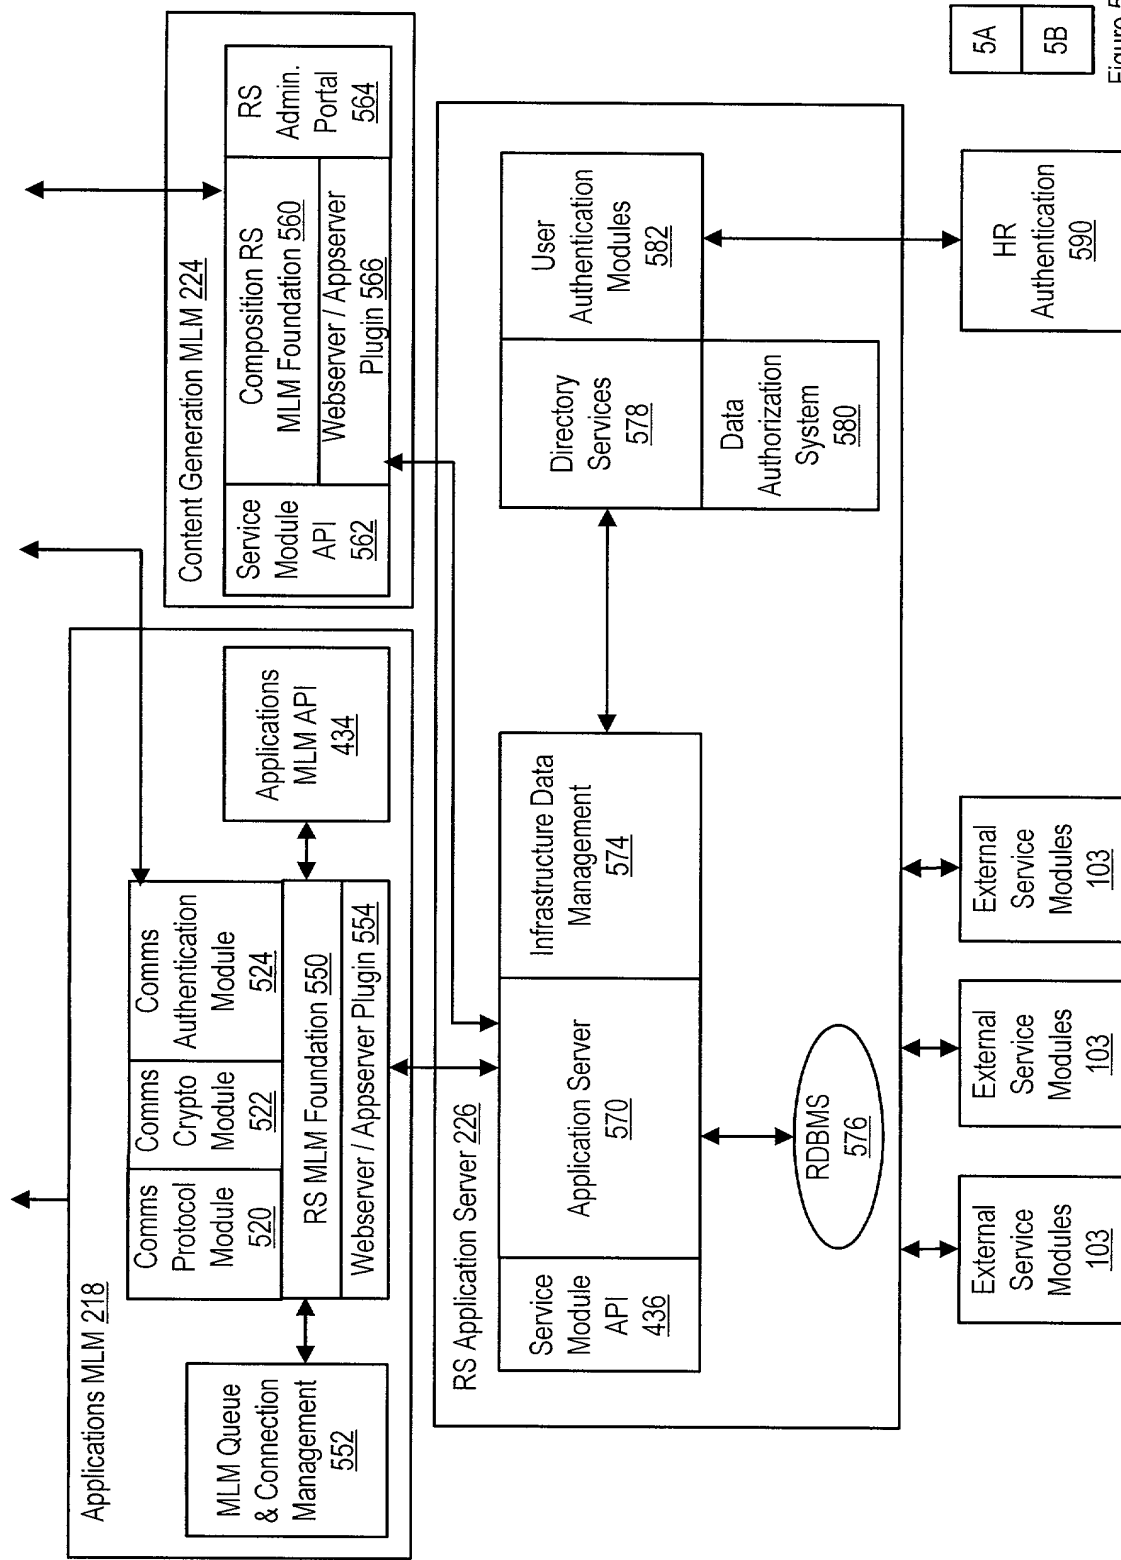 Applications MLM 218
MLM Queue
& Connection
Management
552
Comms
Protocol
Module
520
Comms
Crypto
Module
522
Comms
Authentication
Module
524
RS MLM Foundation 550
Webserver / Appserver Plugin 554
Applications
MLM API
434
Content Generation MLM 224
Service
Module
API
562
Composition RS
MLM Foundation 560
Webserver / Appserver
Plugin 566
RS
Admin.
Portal
564
RS Application Server 226
Service
Module
API
436
Application Server
570
Infrastructure Data
Management
574
RDBMS
576
Directory
Services
578
User
Authentication
Modules
582
Data
Authorization
System
580
External
Service
Modules
103
External
Service
Modules
103
External
Service
Modules
103
HR
Authentication
590
5A
5B
Figure 5